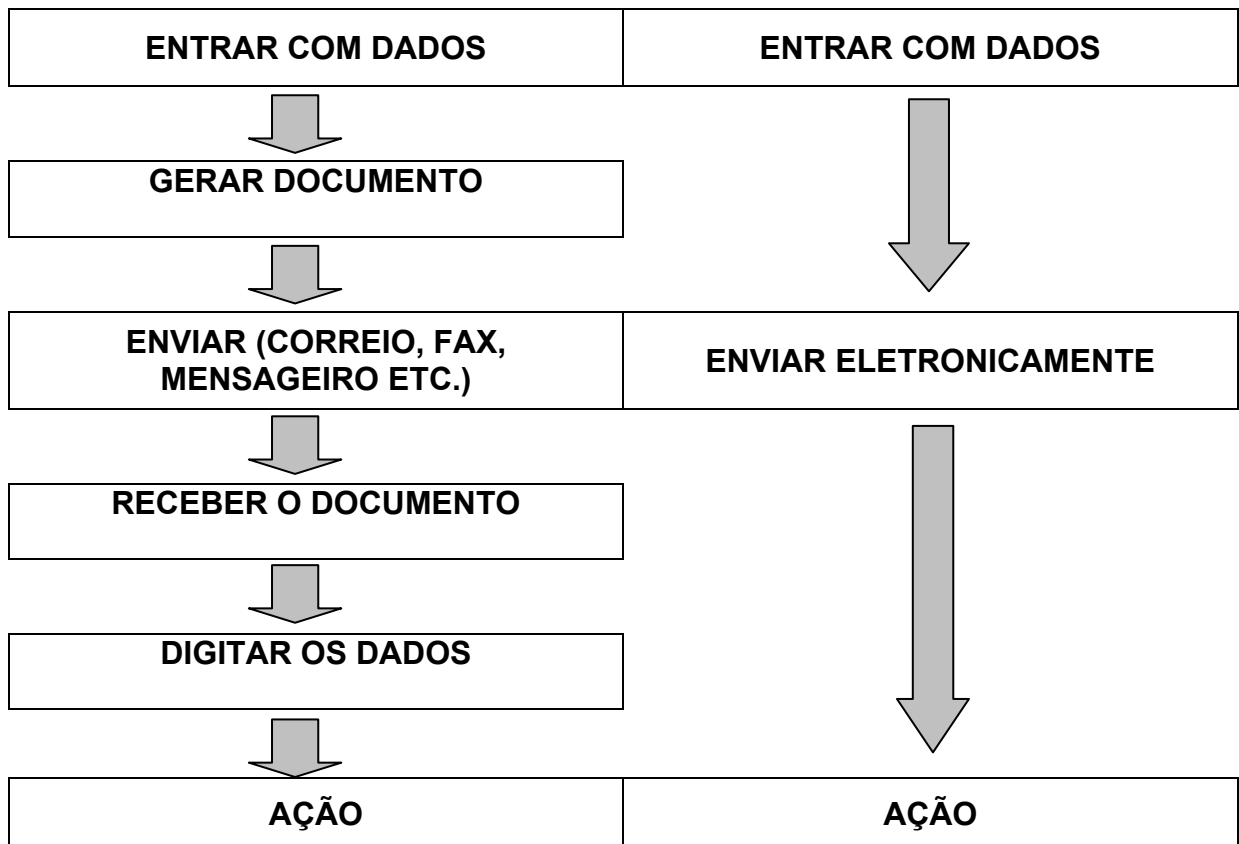 ENTRAR COM DADOS
ENTRAR COM DADOS
GERAR DOCUMENTO
ENVIAR (CORREIO, FAX,
MENSAGEIRO ETC.)
ENVIAR ELETRONICAMENTE
RECEBER O DOCUMENTO
DIGITAR OS DADOS
AÇÃO
AÇÃO